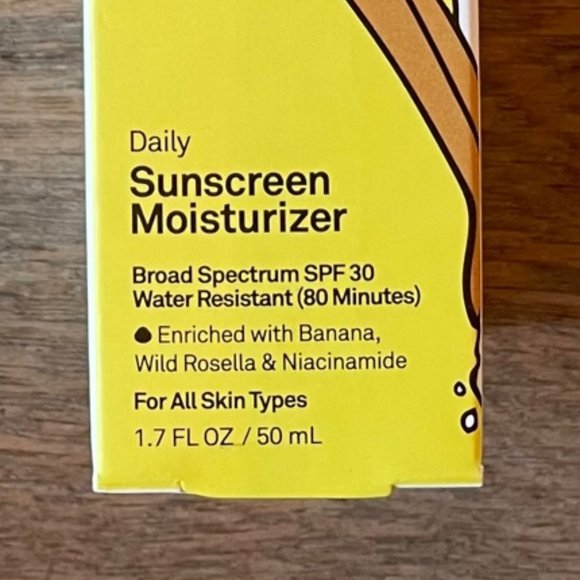 Daily
Sunscreen
Moisturizer
Broad Spectrum SPF 30
Water Resistant (80 Minutes)
Enriched with Banana,
Wild Rosella & Niacinamide
For All Skin Types
1.7 FL OZ / 50 mL